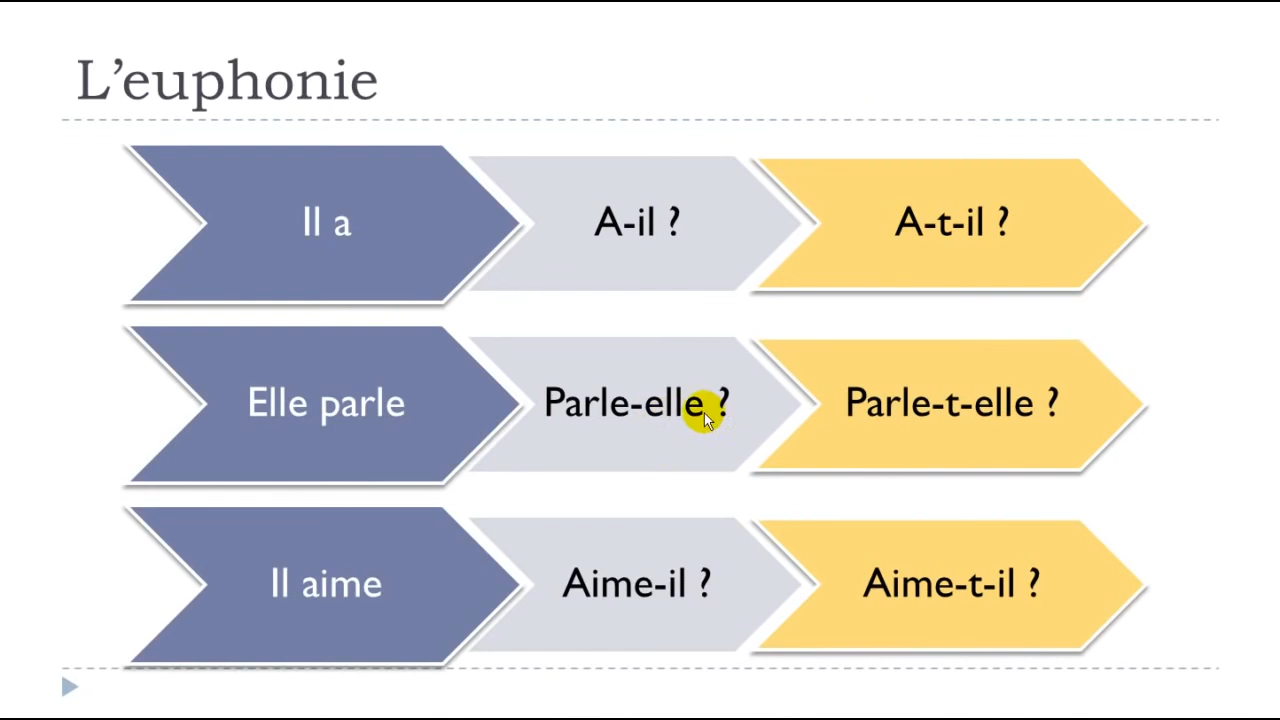 L’euphonie
Il a
A-il ?
A-t-il ?
Elle parle
Parle-elle ?
Parle-t-elle ?
Il aime
Aime-il ?
Aime-t-il ?